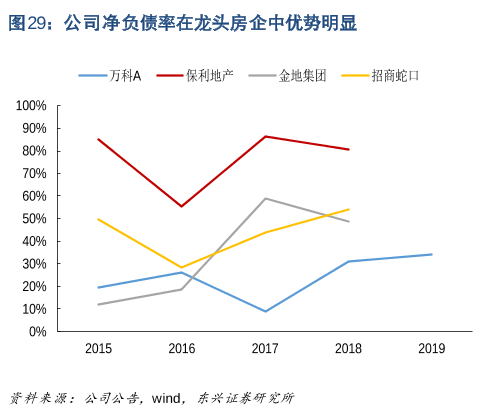 图29：公司净负债率在龙头房企中优势明显
万科A 保利地产 金地集团 招商蛇口
100%
90%
80%
70%
60%
50%
40%
30%
20%
10%
0%
2015 2016 2017 2018 2019
资料来源：公司公告，wind，东兴证券研究所